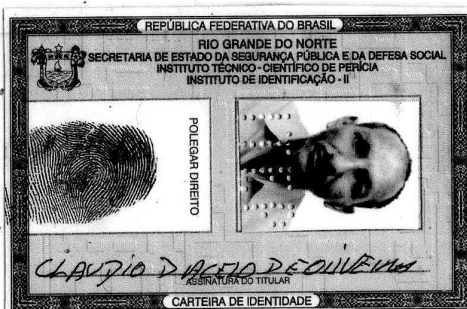 REPÚBLICA FEDERATIVA DO BRASIL
RIO GRANDE DO NORTE
SECRETARIA DE ESTADO DA SEGURANÇA PÚBLICA E DA DEFESA SOCIAL
INSTITUTO TÉCNICO - CIENTÍFICO DE PERÍCIA
INSTITUTO DE IDENTIFICAÇÃO - II
POLEGAR DIREITO
CLAUDIO DE OLIVEIRA
ASSINATURA DO TITULAR
CARTEIRA DE IDENTIDADE